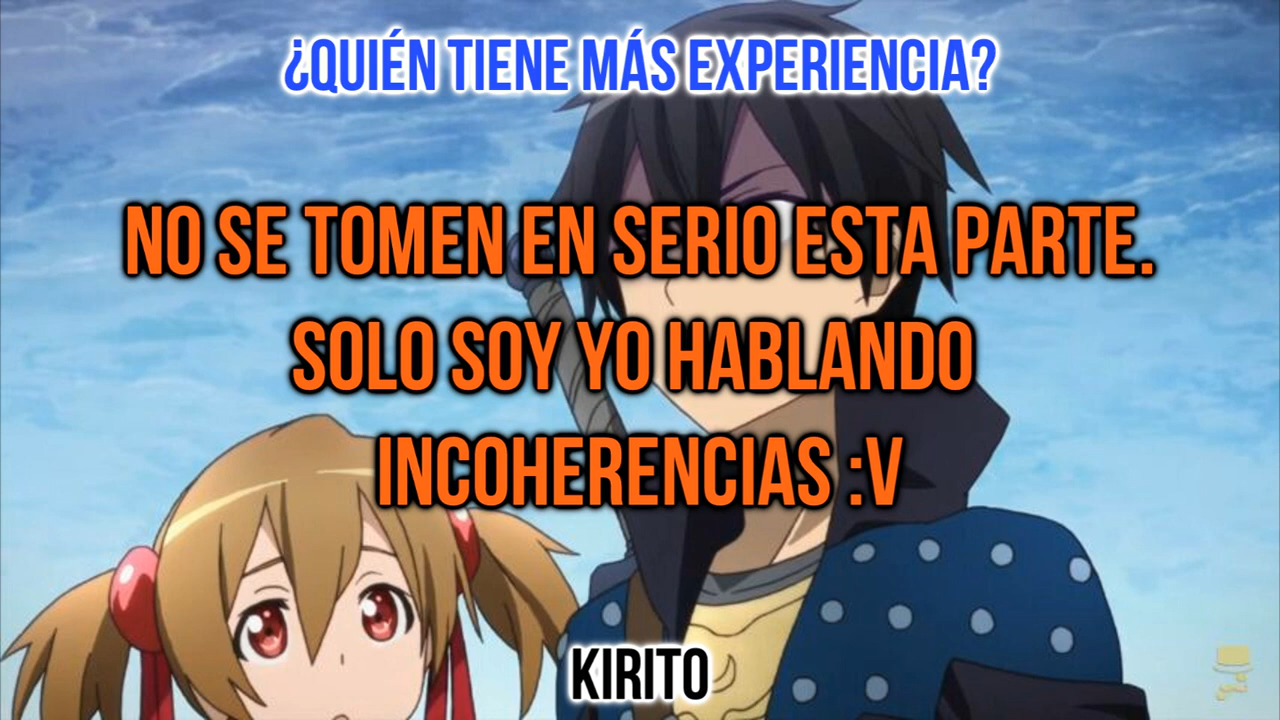 ¿QUIÉN TIENE MÁS EXPERIENCIA?
NO SE TOMEN EN SERIO ESTA PARTE.
SOLO SOY YO HABLANDO
INCOHERENCIAS :V
KIRITO